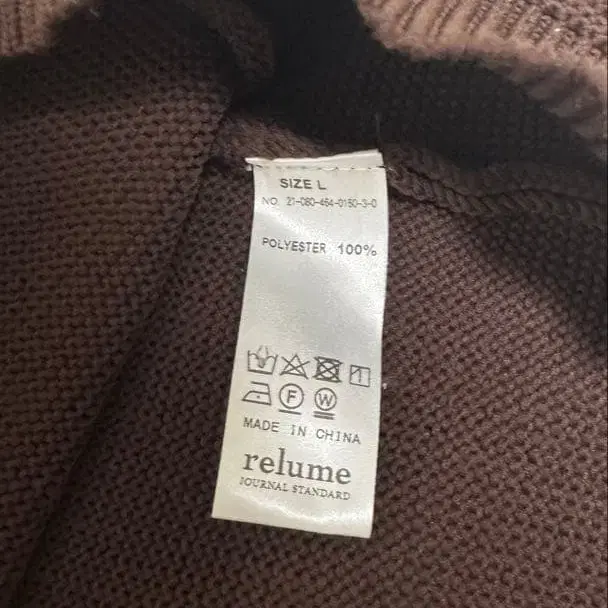 SIZE L
NO. 21-080-464-0150-3-0
POLYESTER 100%
F W
MADE IN CHINA
relume
JOURNAL STANDARD